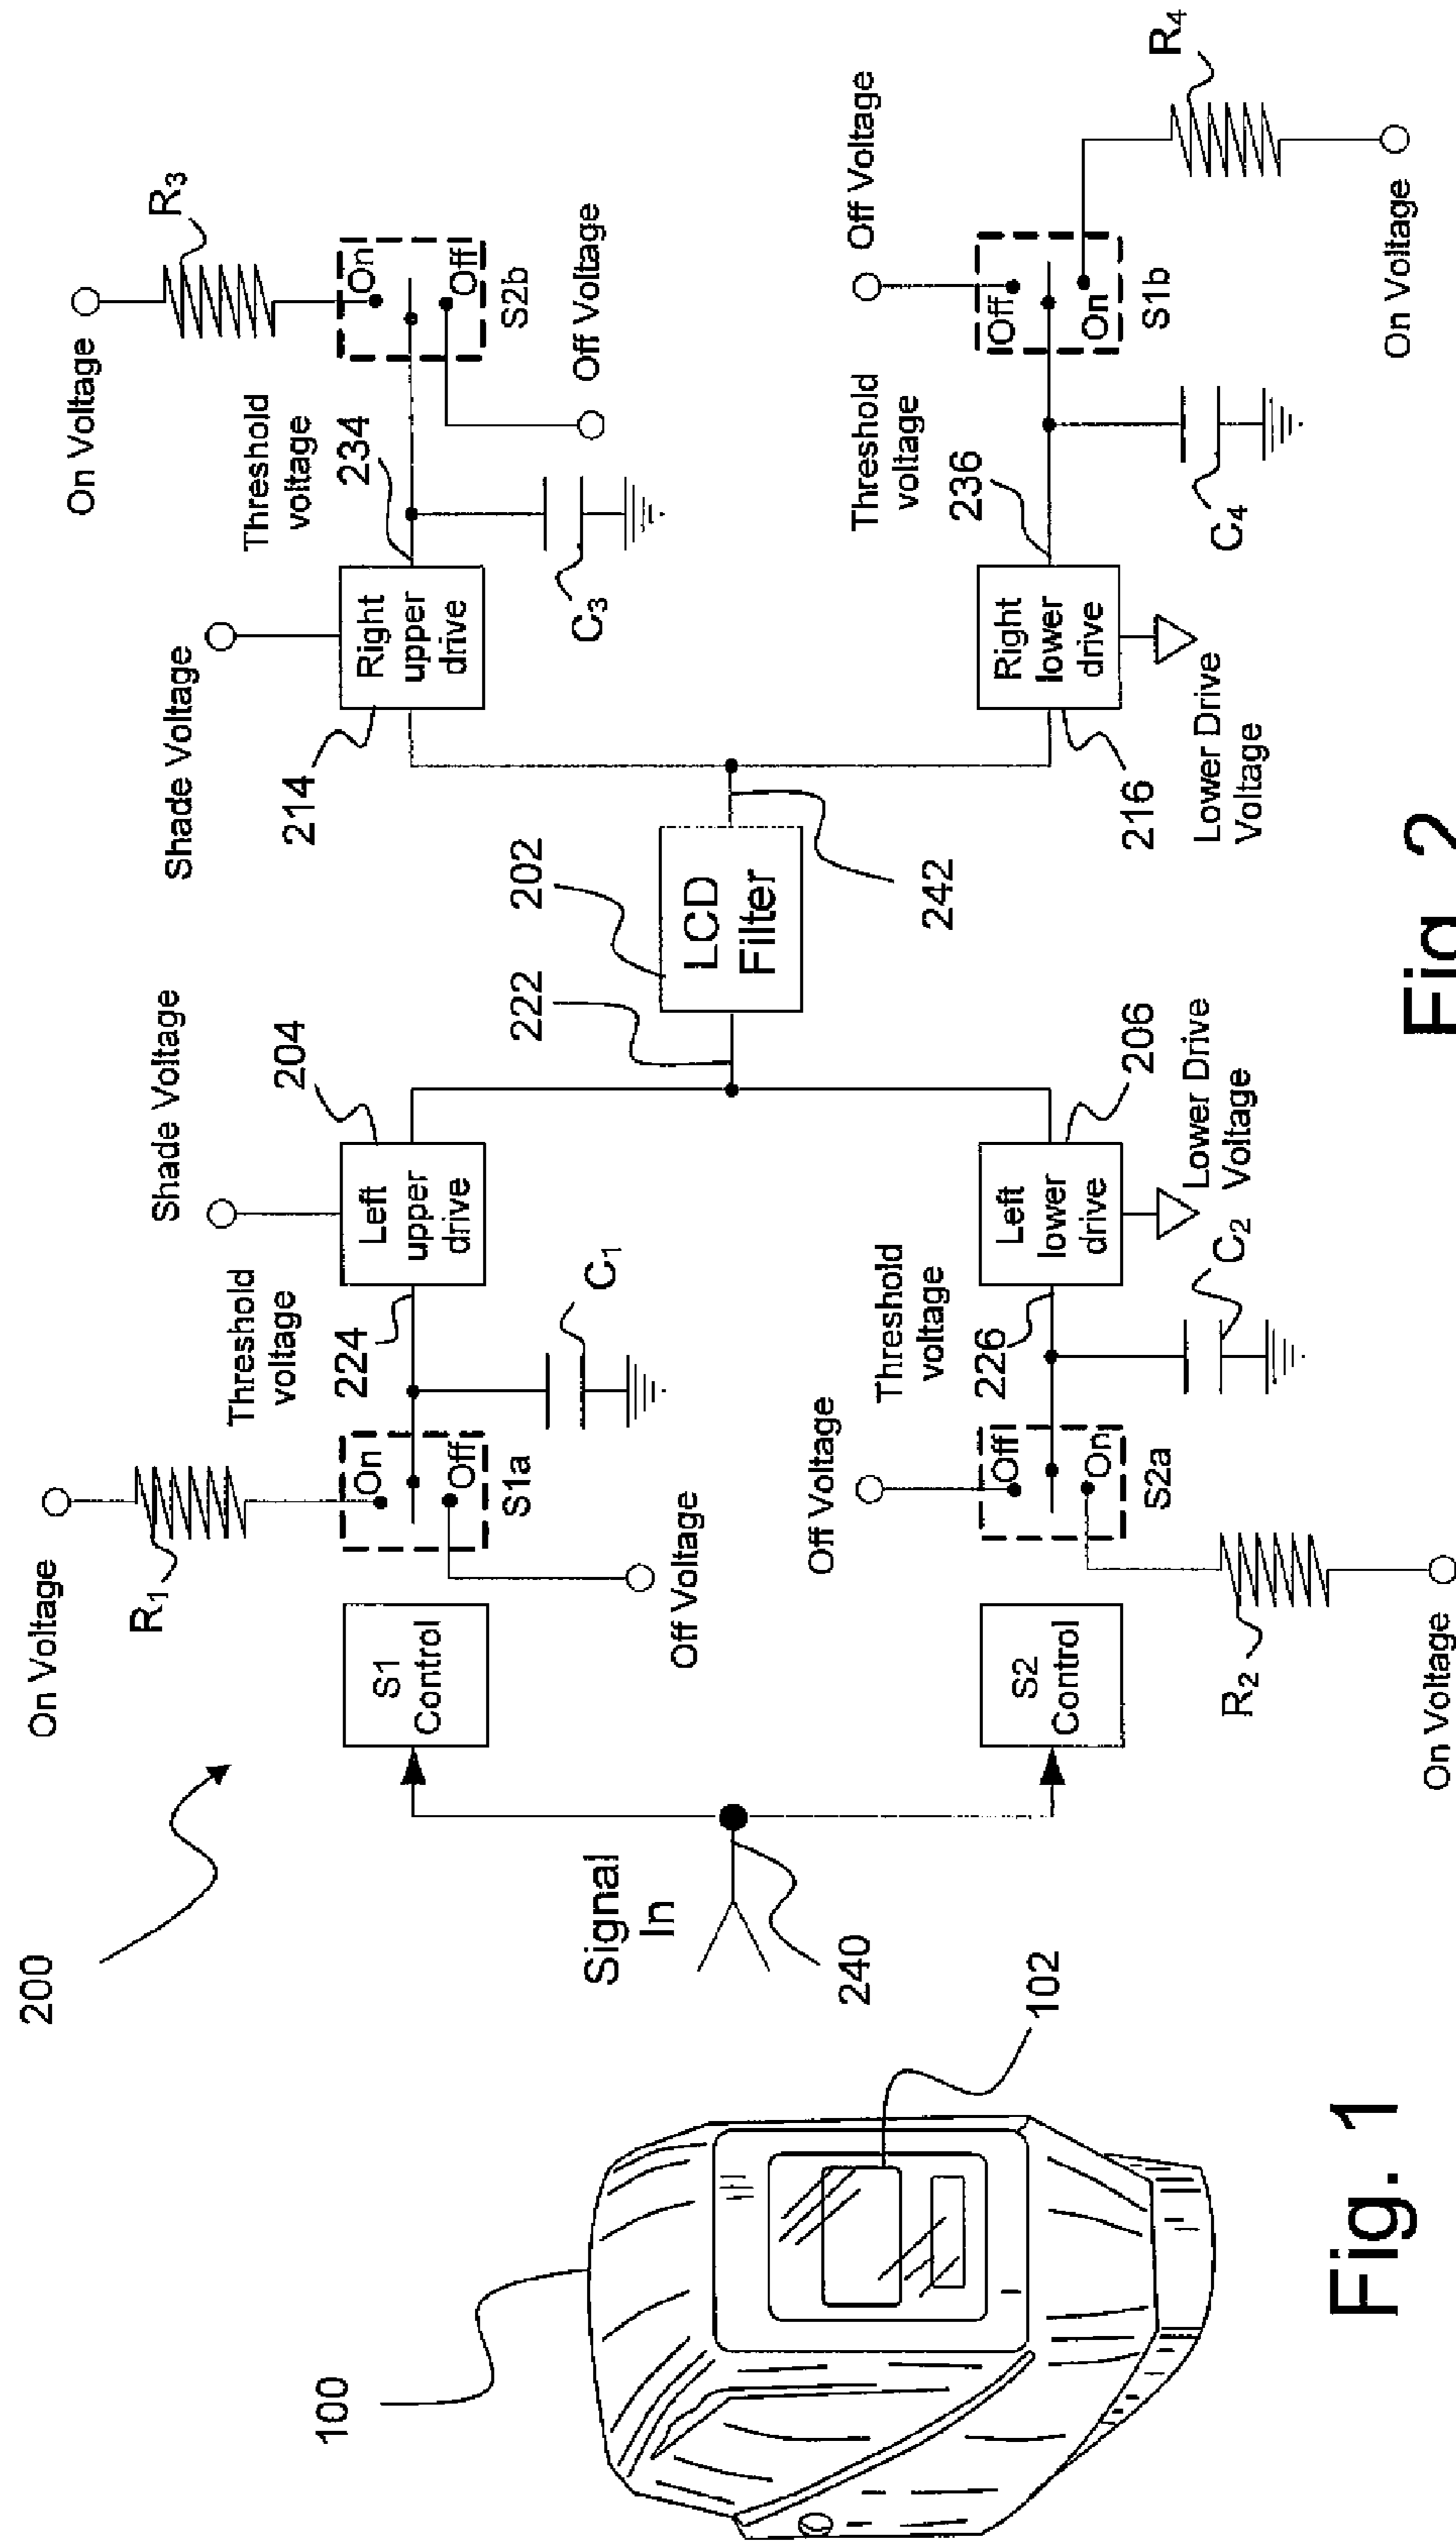 200
On Voltage
R1
Threshold
voltage
Shade Voltage
204
224
Left
upper
drive
On
Off
S1a
C1
Off Voltage
S1
Control
Signal
In
240
S2
Control
Off Voltage
Threshold
voltage
226
Off
On
S2a
Left
lower
drive
206
Lower Drive
Voltage
C2
R2
On Voltage
222
202
LCD
Filter
242
Shade Voltage
214
Right
upper
drive
Threshold
voltage
234
On Voltage
R3
On
Off
S2b
C3
Off Voltage
Right
lower
drive
216
Lower Drive
Voltage
Threshold
voltage
236
Off Voltage
Off
On
S1b
C4
R4
On Voltage
Fig. 2
100
102
Fig. 1